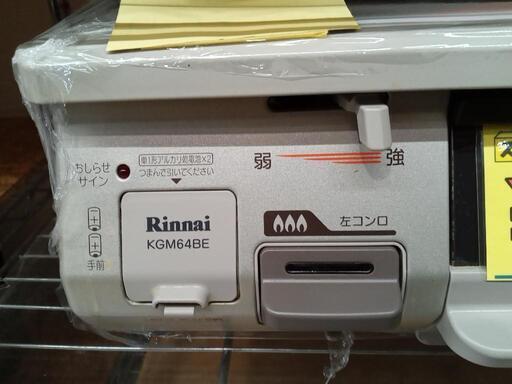 おしらせ
サイン
単1形アルカリ乾電池×2
つまんで引いてください
弱
強
Rinnai
KGM64BE
手前
左コンロ